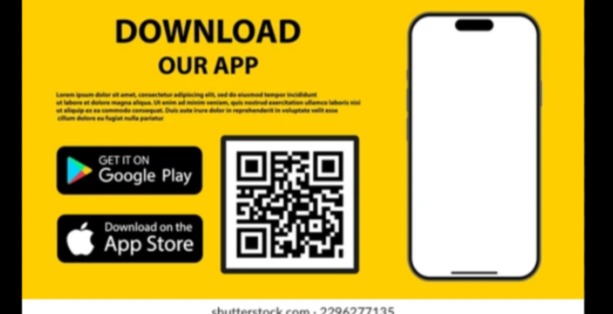 DOWNLOAD
OUR APP
Lorem ipsum dolor sit amet, consectetur adipiscing elit, sed do eiusmod tempor incididunt
ut labore et dolore magna aliqua. Ut enim ad minim veniam, quis nostrud exercitation ullamco laboris nisi
ut aliquip ex ea commodo consequat. Duis aute irure dolor in reprehenderit in voluptate velit esse
cillum dolore eu fugiat nulla pariatur
GET IT ON
Google Play
Download on the
App Store
shutterstock.com · 2296277135